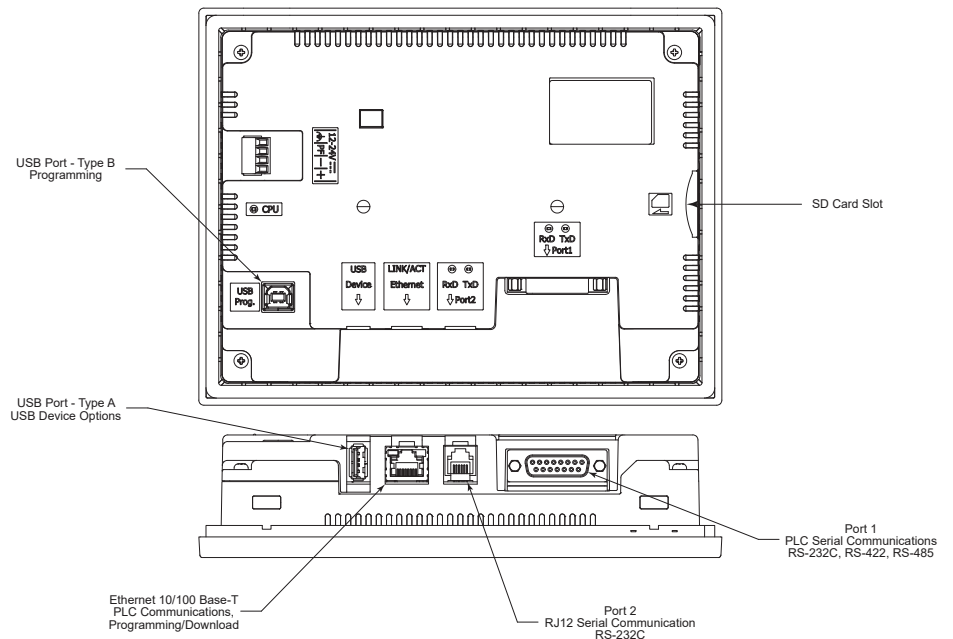 12-24V
PF
+
USB Port - Type B
Programming
CPU
SD Card Slot
RxD TxD
Port1
USB
Device
LINK/ACT
Ethernet
RxD TxD
Port2
USB
Prog.
USB Port - Type A
USB Device Options
Port 1
PLC Serial Communications
RS-232C, RS-422, RS-485
Ethernet 10/100 Base-T
PLC Communications,
Programming/Download
Port 2
RJ12 Serial Communication
RS-232C